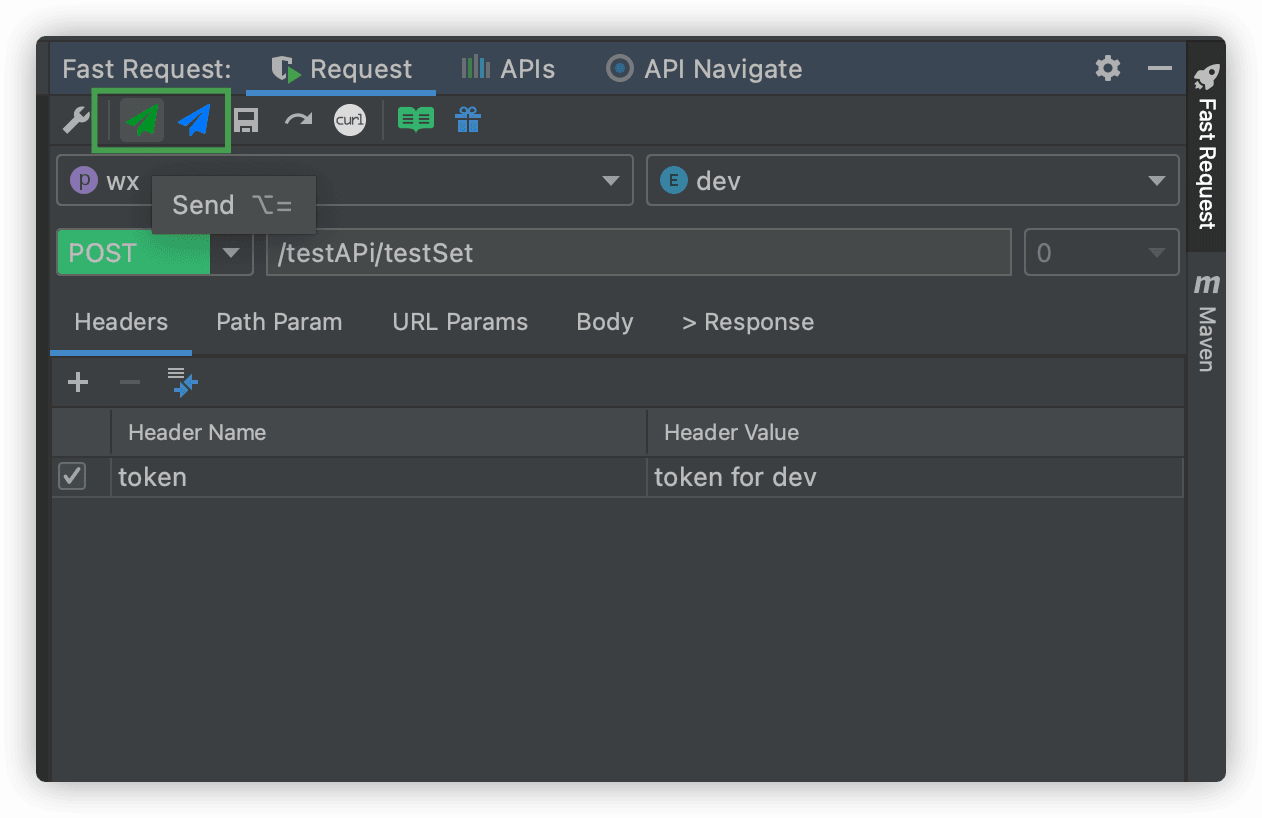 Fast Request: Request APIs API Navigate
curl
p wx E dev
Send ⌥=
POST /testAPi/testSet 0
Headers Path Param URL Params Body > Response
Header Name Header Value
token token for dev
Fast Request
m Maven